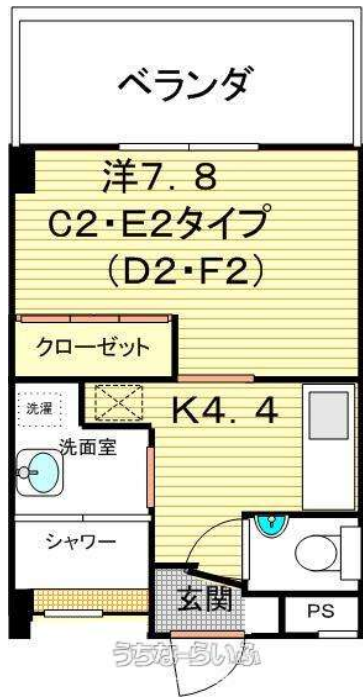 ベランダ
洋7.8
C2・E2タイプ
(D2・F2)
クローゼット
洗濯
K4.4
洗面室
シャワー
玄関
PS
うちなーらいふ